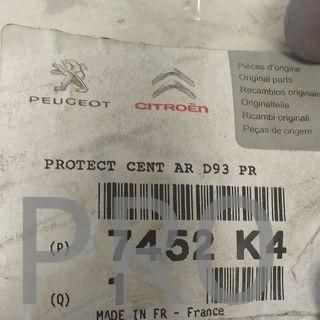 Pièces d'origine
Original parts
Recambios originales
Originalteile
Ricambi originali
Peças de origem
PEUGEOT
CITROËN
PROTECT CENT AR D93 PR
(P) 7452 K4
(Q) 1
PRO
MADE IN FR - France